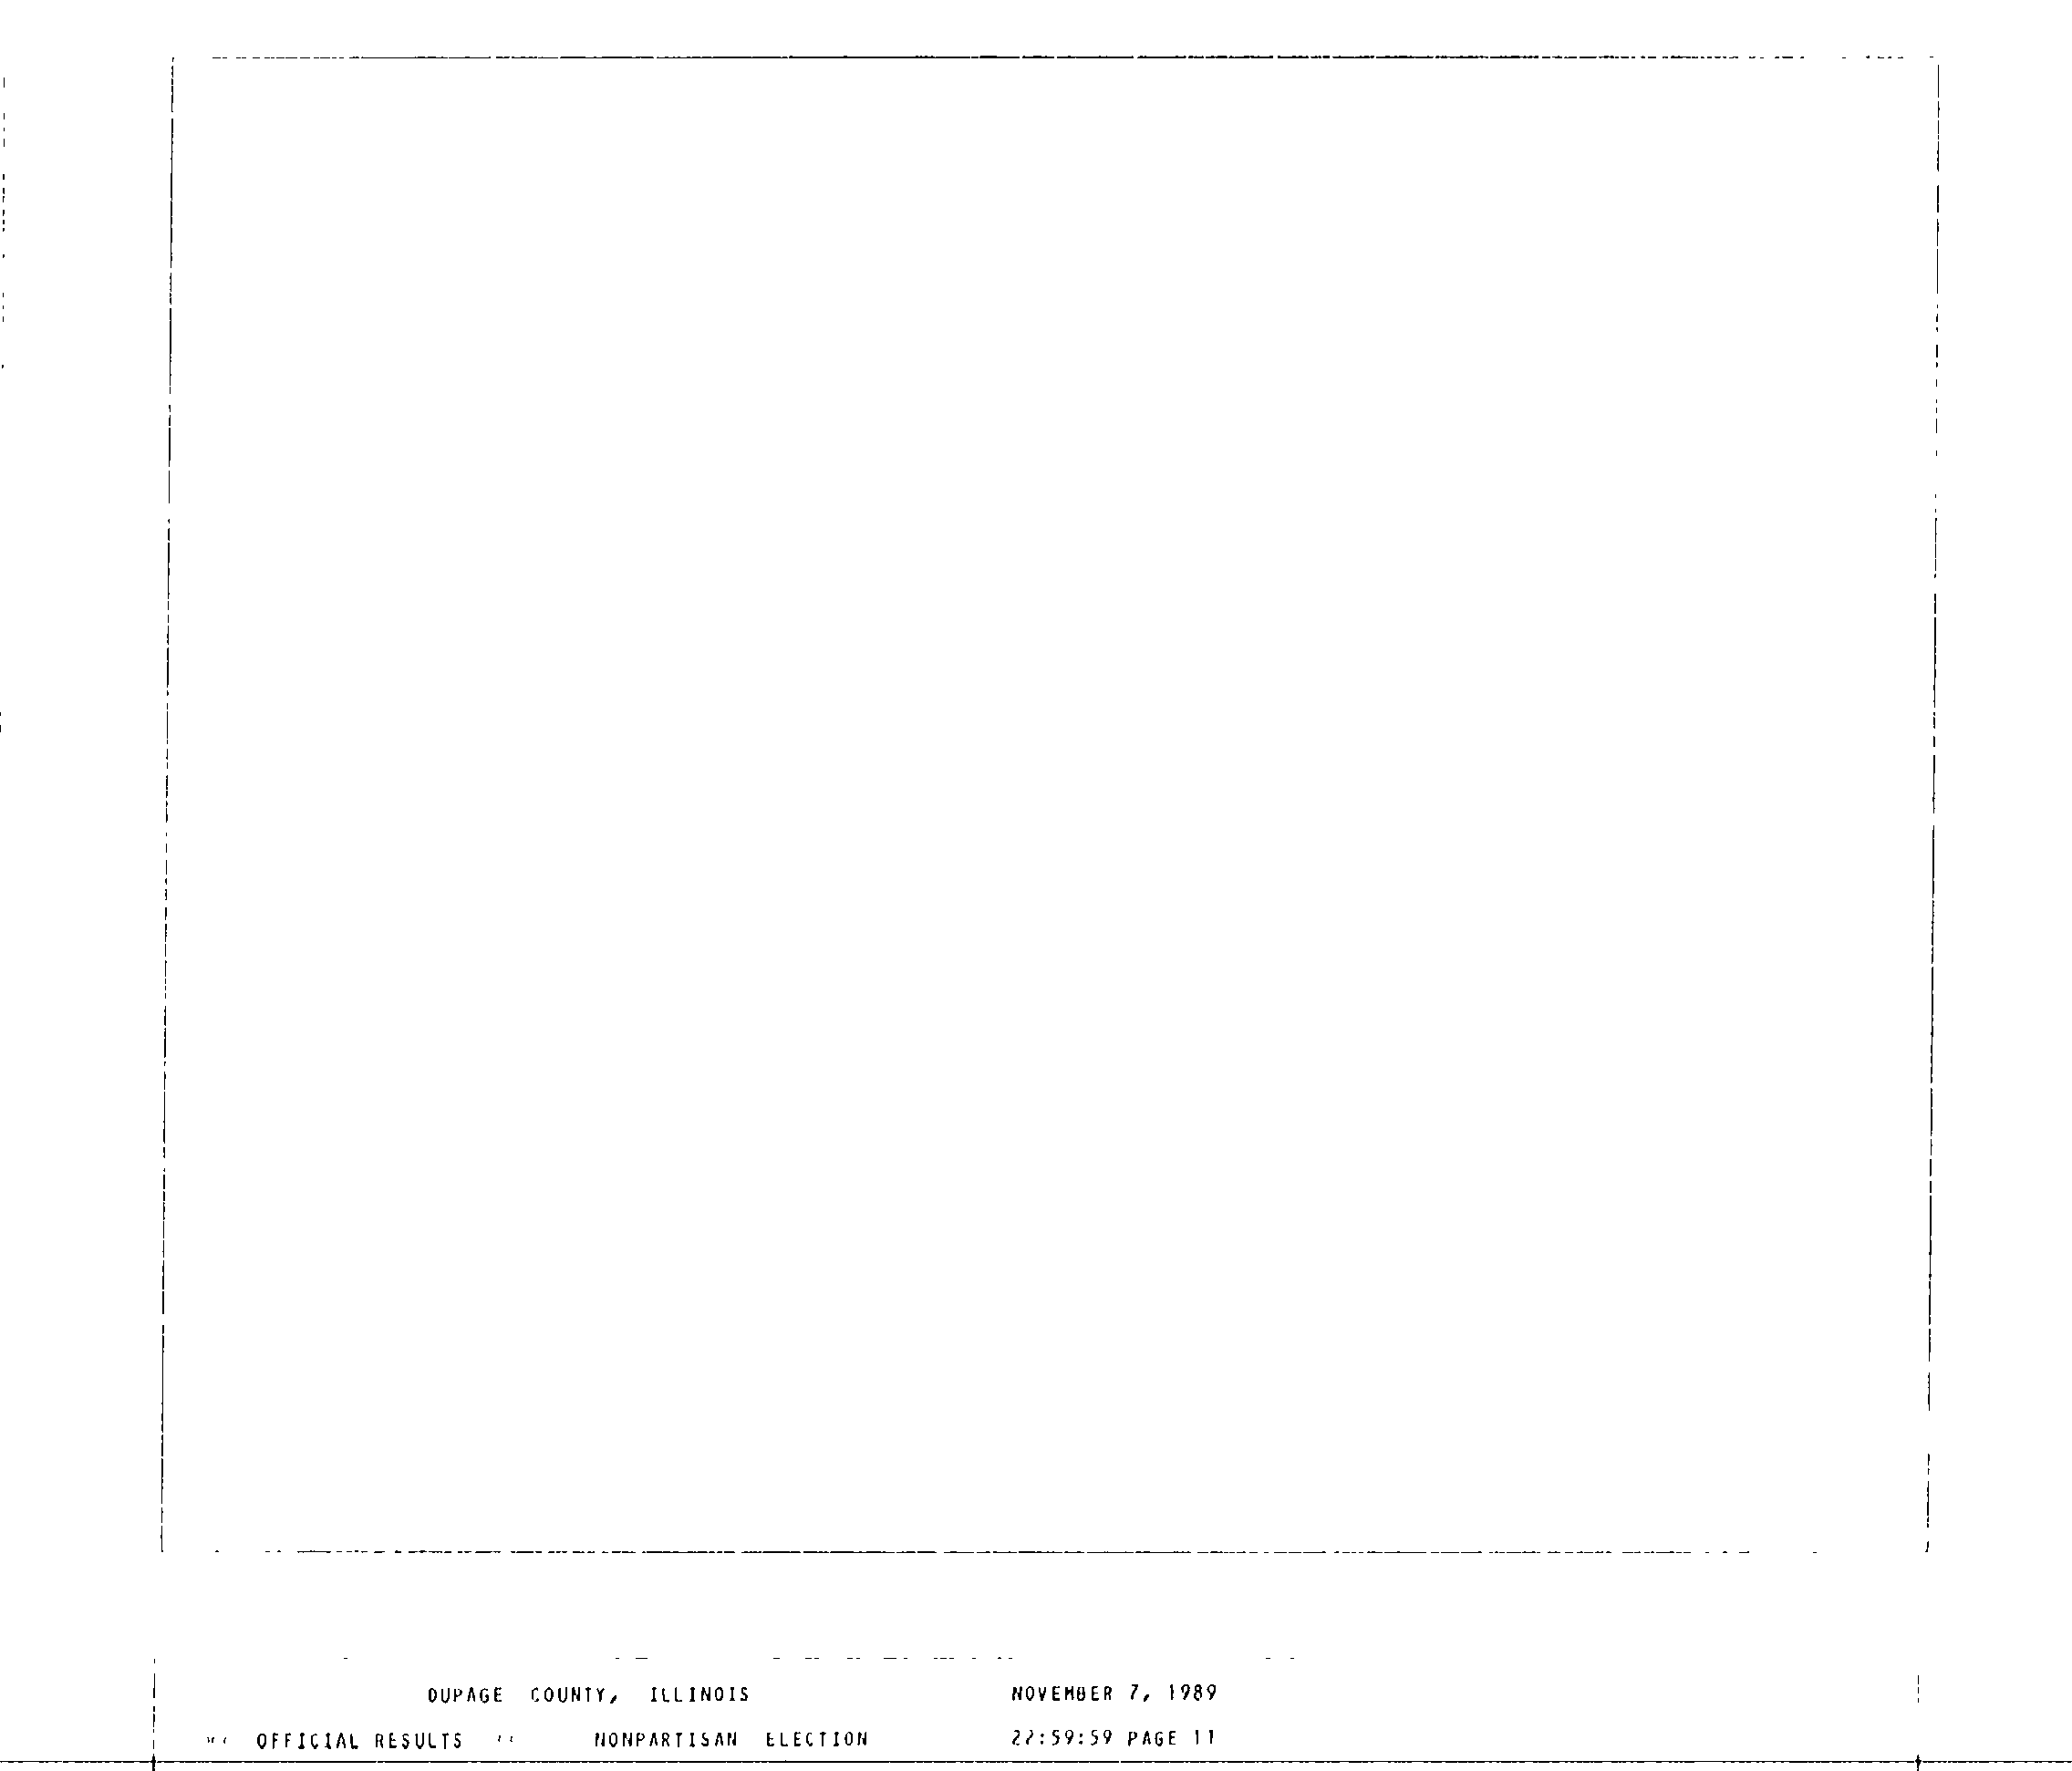 DUPAGE COUNTY, ILLINOIS NOVEMBER 7, 1989
OFFICIAL RESULTS NONPARTISAN ELECTION 22:59:59 PAGE 11